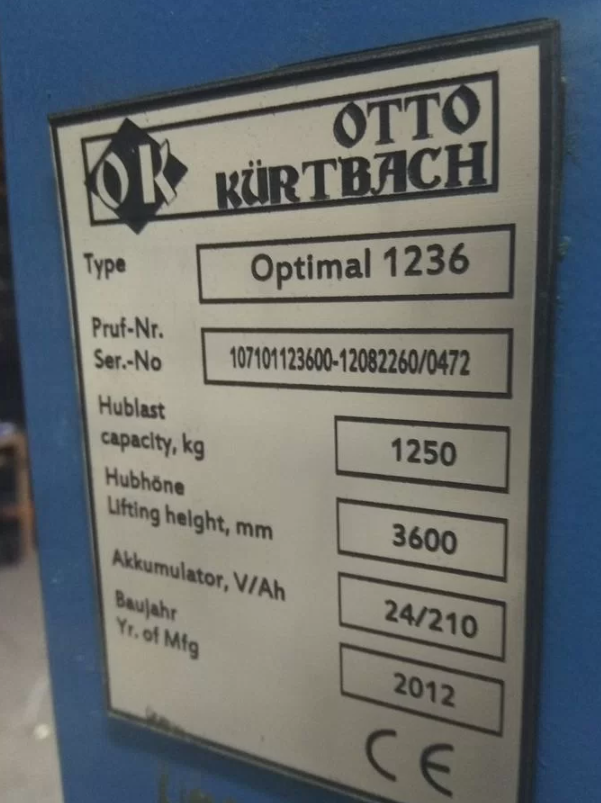 OK
OTTO
KÜRTBACH
Type
Optimal 1236
Pruf-Nr.
Ser.-No
107101123600-12082260/0472
Hublast
capacity, kg
1250
Hubhöne
Lifting height, mm
3600
Akkumulator, V/Ah
24/210
Baujahr
Yr. of Mfg
2012
CE